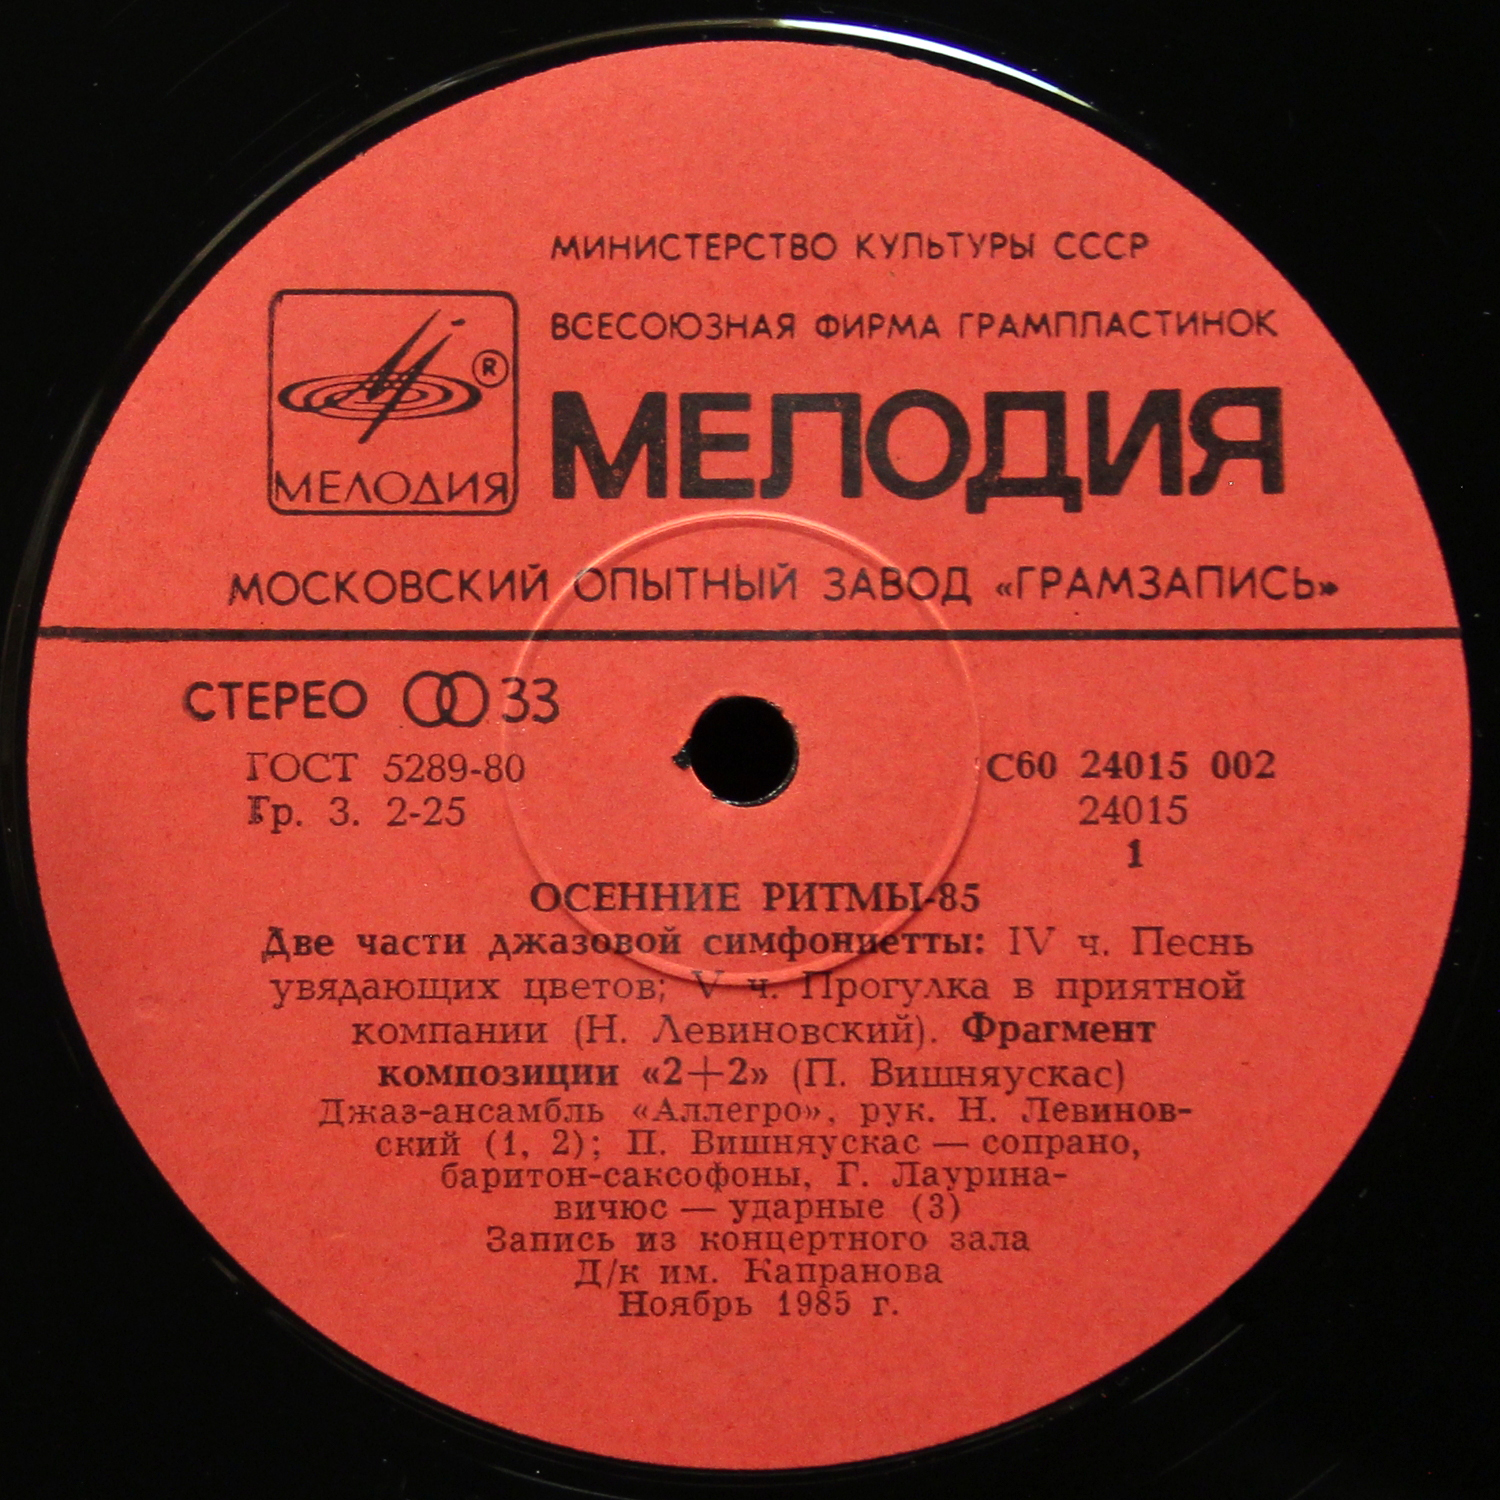 МИНИСТЕРСТВО КУЛЬТУРЫ СССР
ВСЕСОЮЗНАЯ ФИРМА ГРАМПЛАСТИНОК
®
МЕЛОДИЯ
МЕЛОДИЯ
МОСКОВСКИЙ ОПЫТНЫЙ ЗАВОД «ГРАМЗАПИСЬ»
СТЕРЕО 33
ГОСТ 5289-80
С60 24015 002
Гр. 3. 2-25
24015
1
ОСЕННИЕ РИТМЫ-85
Две части джазовой симфониетты: IV ч. Песнь
увядающих цветов; V ч. Прогулка в приятной
компании (Н. Левиновский). Фрагмент
композиции «2+2» (П. Вишняускас)
Джаз-ансамбль «Аллегро», рук. Н. Левинов-
ский (1, 2); П. Вишняускас — сопрано,
баритон-саксофоны, Г. Лаурина-
вичюс — ударные (3)
Запись из концертного зала
Д/к им. Капранова
Ноябрь 1985 г.